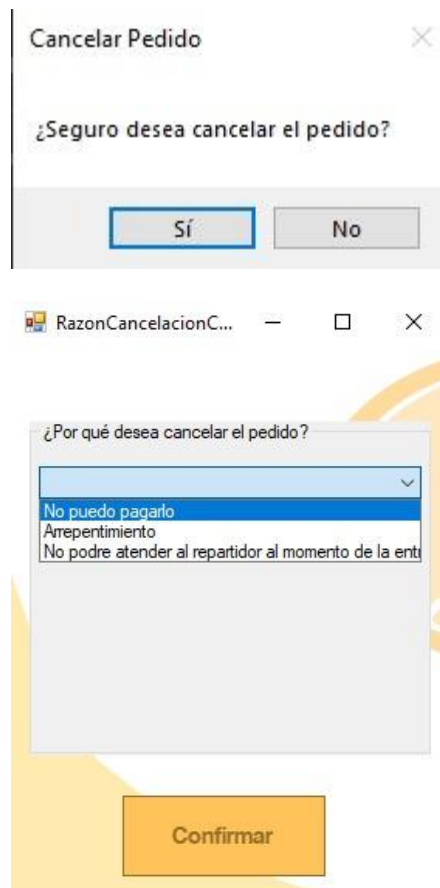 Cancelar Pedido
¿Seguro desea cancelar el pedido?
Sí
No
RazonCancelacionC...
¿Por qué desea cancelar el pedido?
No puedo pagarlo
Arrepentimiento
No podre atender al repartidor al momento de la entr
Confirmar